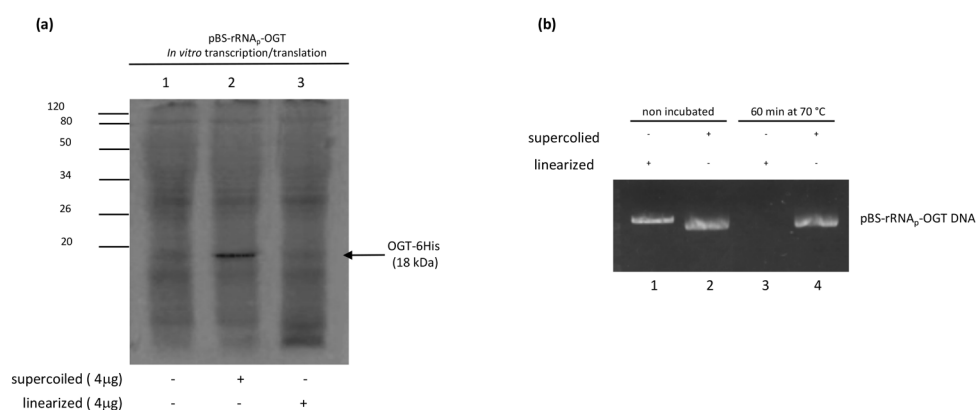 (a)
pBS-rRNAp-OGT
In vitro transcription/translation
1 2 3
120
80
50
34
26
20
OGT-6His
(18 kDa)
supercoiled ( 4μg) - + -
linearized ( 4μg) - - +
(b)
non incubated 60 min at 70 °C
supercolied - + - +
linearized + - + -
pBS-rRNAp-OGT DNA
1 2 3 4